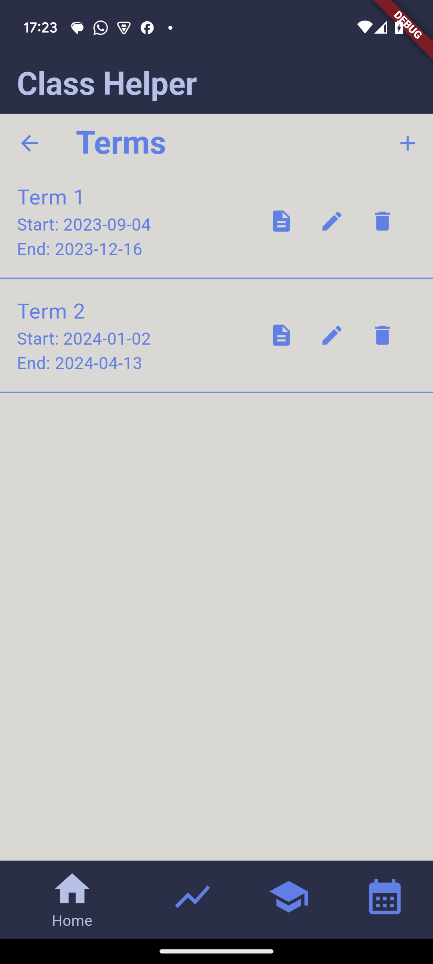 17:23
DEBUG
Class Helper
Terms
Term 1
Start: 2023-09-04
End: 2023-12-16
Term 2
Start: 2024-01-02
End: 2024-04-13
Home